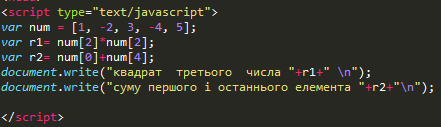 <script type="text/javascript">
var num = [1, -2, 3, -4, 5];
var r1= num[2]*num[2];
var r2= num[0]+num[4];
document.write("квадрат третього числа "+r1+" \n");
document.write("суму першого і останнього елемента "+r2+"\n");
</script>